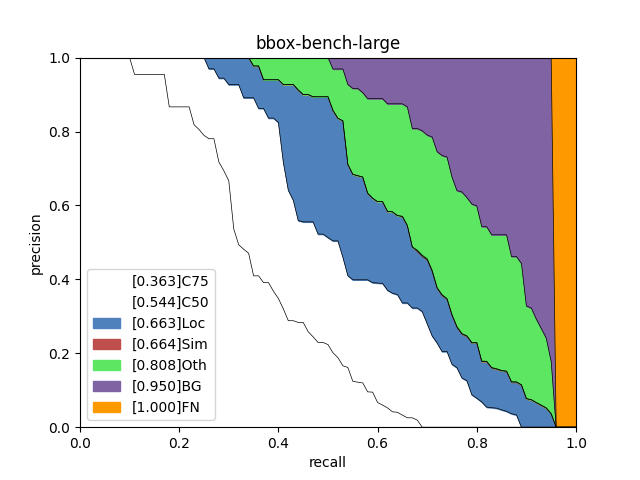 bbox-bench-large
1.0
0.8
0.6
0.4
0.2
0.0
precision
[0.363]C75
[0.544]C50
[0.663]Loc
[0.664]Sim
[0.808]Oth
[0.950]BG
[1.000]FN
0.0 0.2 0.4 0.6 0.8 1.0
recall